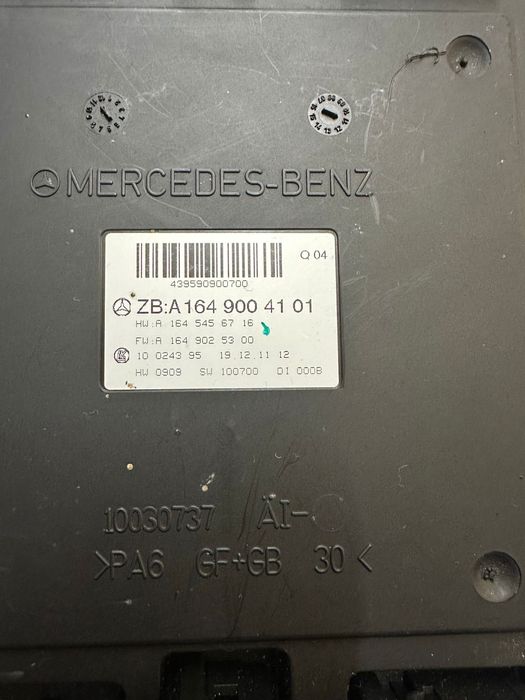 MERCEDES-BENZ
Q 04
439590900700
ZB:A 164 900 41 01
HW:A 164 545 67 16
FW:A 164 902 53 00
10 0243 95 19.12.11 12
HW 0909 SW 100700 D1 000B
10030737 ÄI-
>PA6 GF+GB 30<